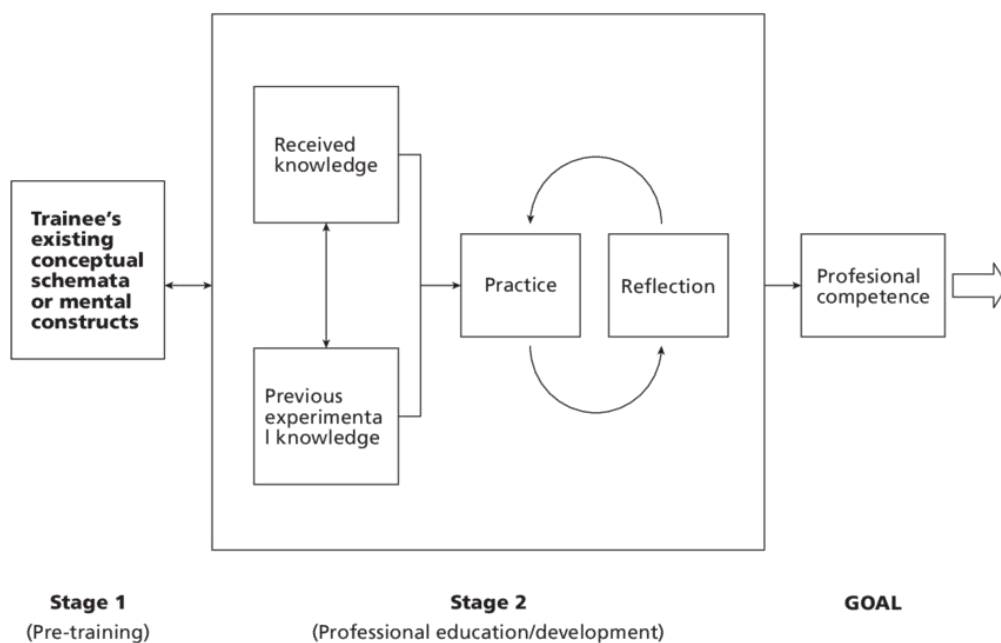 Trainee's
existing
conceptual
schemata
or mental
constructs
Received
knowledge
Previous
experimenta
l knowledge
Practice
Reflection
Profesional
competence
Stage 1
(Pre-training)
Stage 2
(Professional education/development)
GOAL